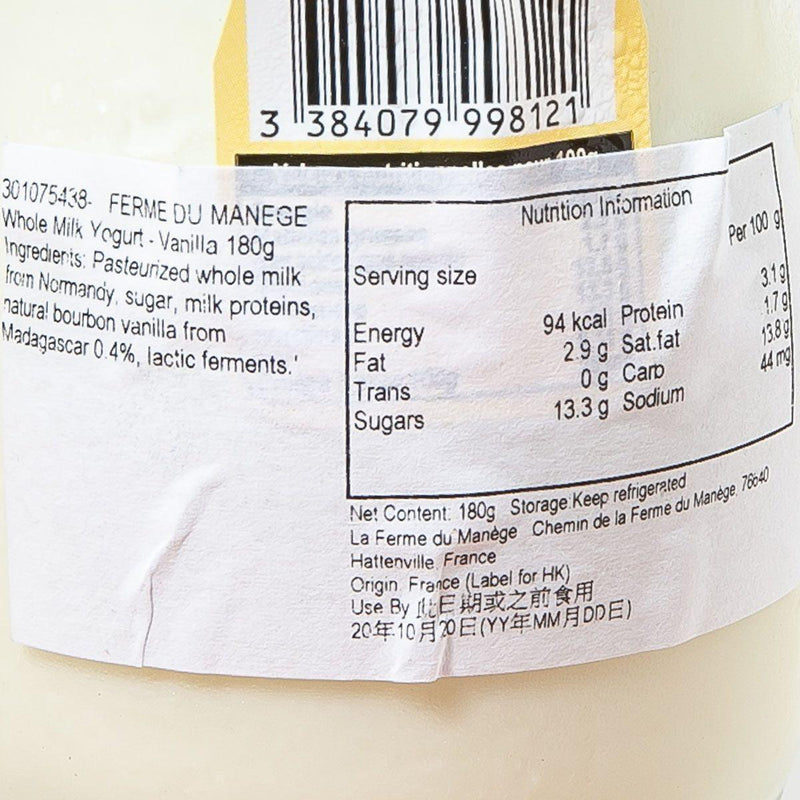 3 384079 998121
301075438- FERME DU MANEGE
Whole Milk Yogurt - Vanilla 180g
Ingredients: Pasteurized whole milk
from Normandy, sugar, milk proteins,
natural bourbon vanilla from
Madagascar 0.4%, lactic ferments.'
Nutrition Information
Per 100 g
Serving size
Energy 94 kcal Protein 3.1 g
Fat 2.9 g Sat.fat 1.7 g
Trans 0 g Carb 13.8 g
Sugars 13.3 g Sodium 44 mg
Net Content: 180g Storage:Keep refrigerated
La Ferme du Manège Chemin de la Ferme du Manège, 76640
Hattenville, France
Origin: France (Label for HK)
Use By 此日期或之前食用
20年10月20日(YY年MM月DD日)